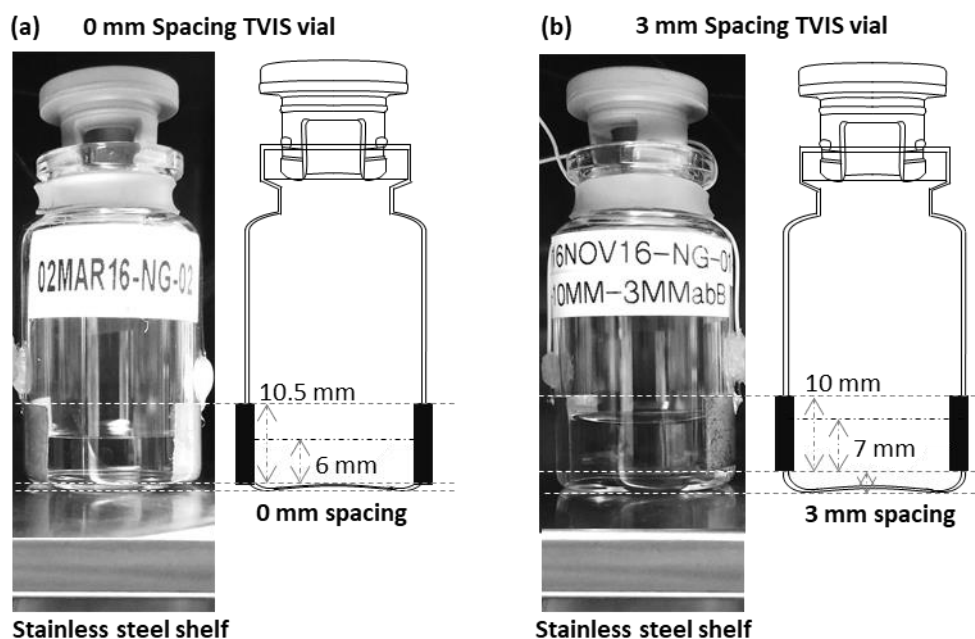 (a) 0 mm Spacing TVIS vial
02MAR16-NG-02
10.5 mm
6 mm
0 mm spacing
Stainless steel shelf
(b) 3 mm Spacing TVIS vial
16NOV16-NG-01
10MM-3MMabB
10 mm
7 mm
3 mm spacing
Stainless steel shelf